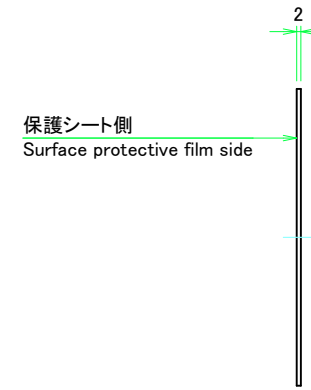 2
保護シート側
Surface protective film side